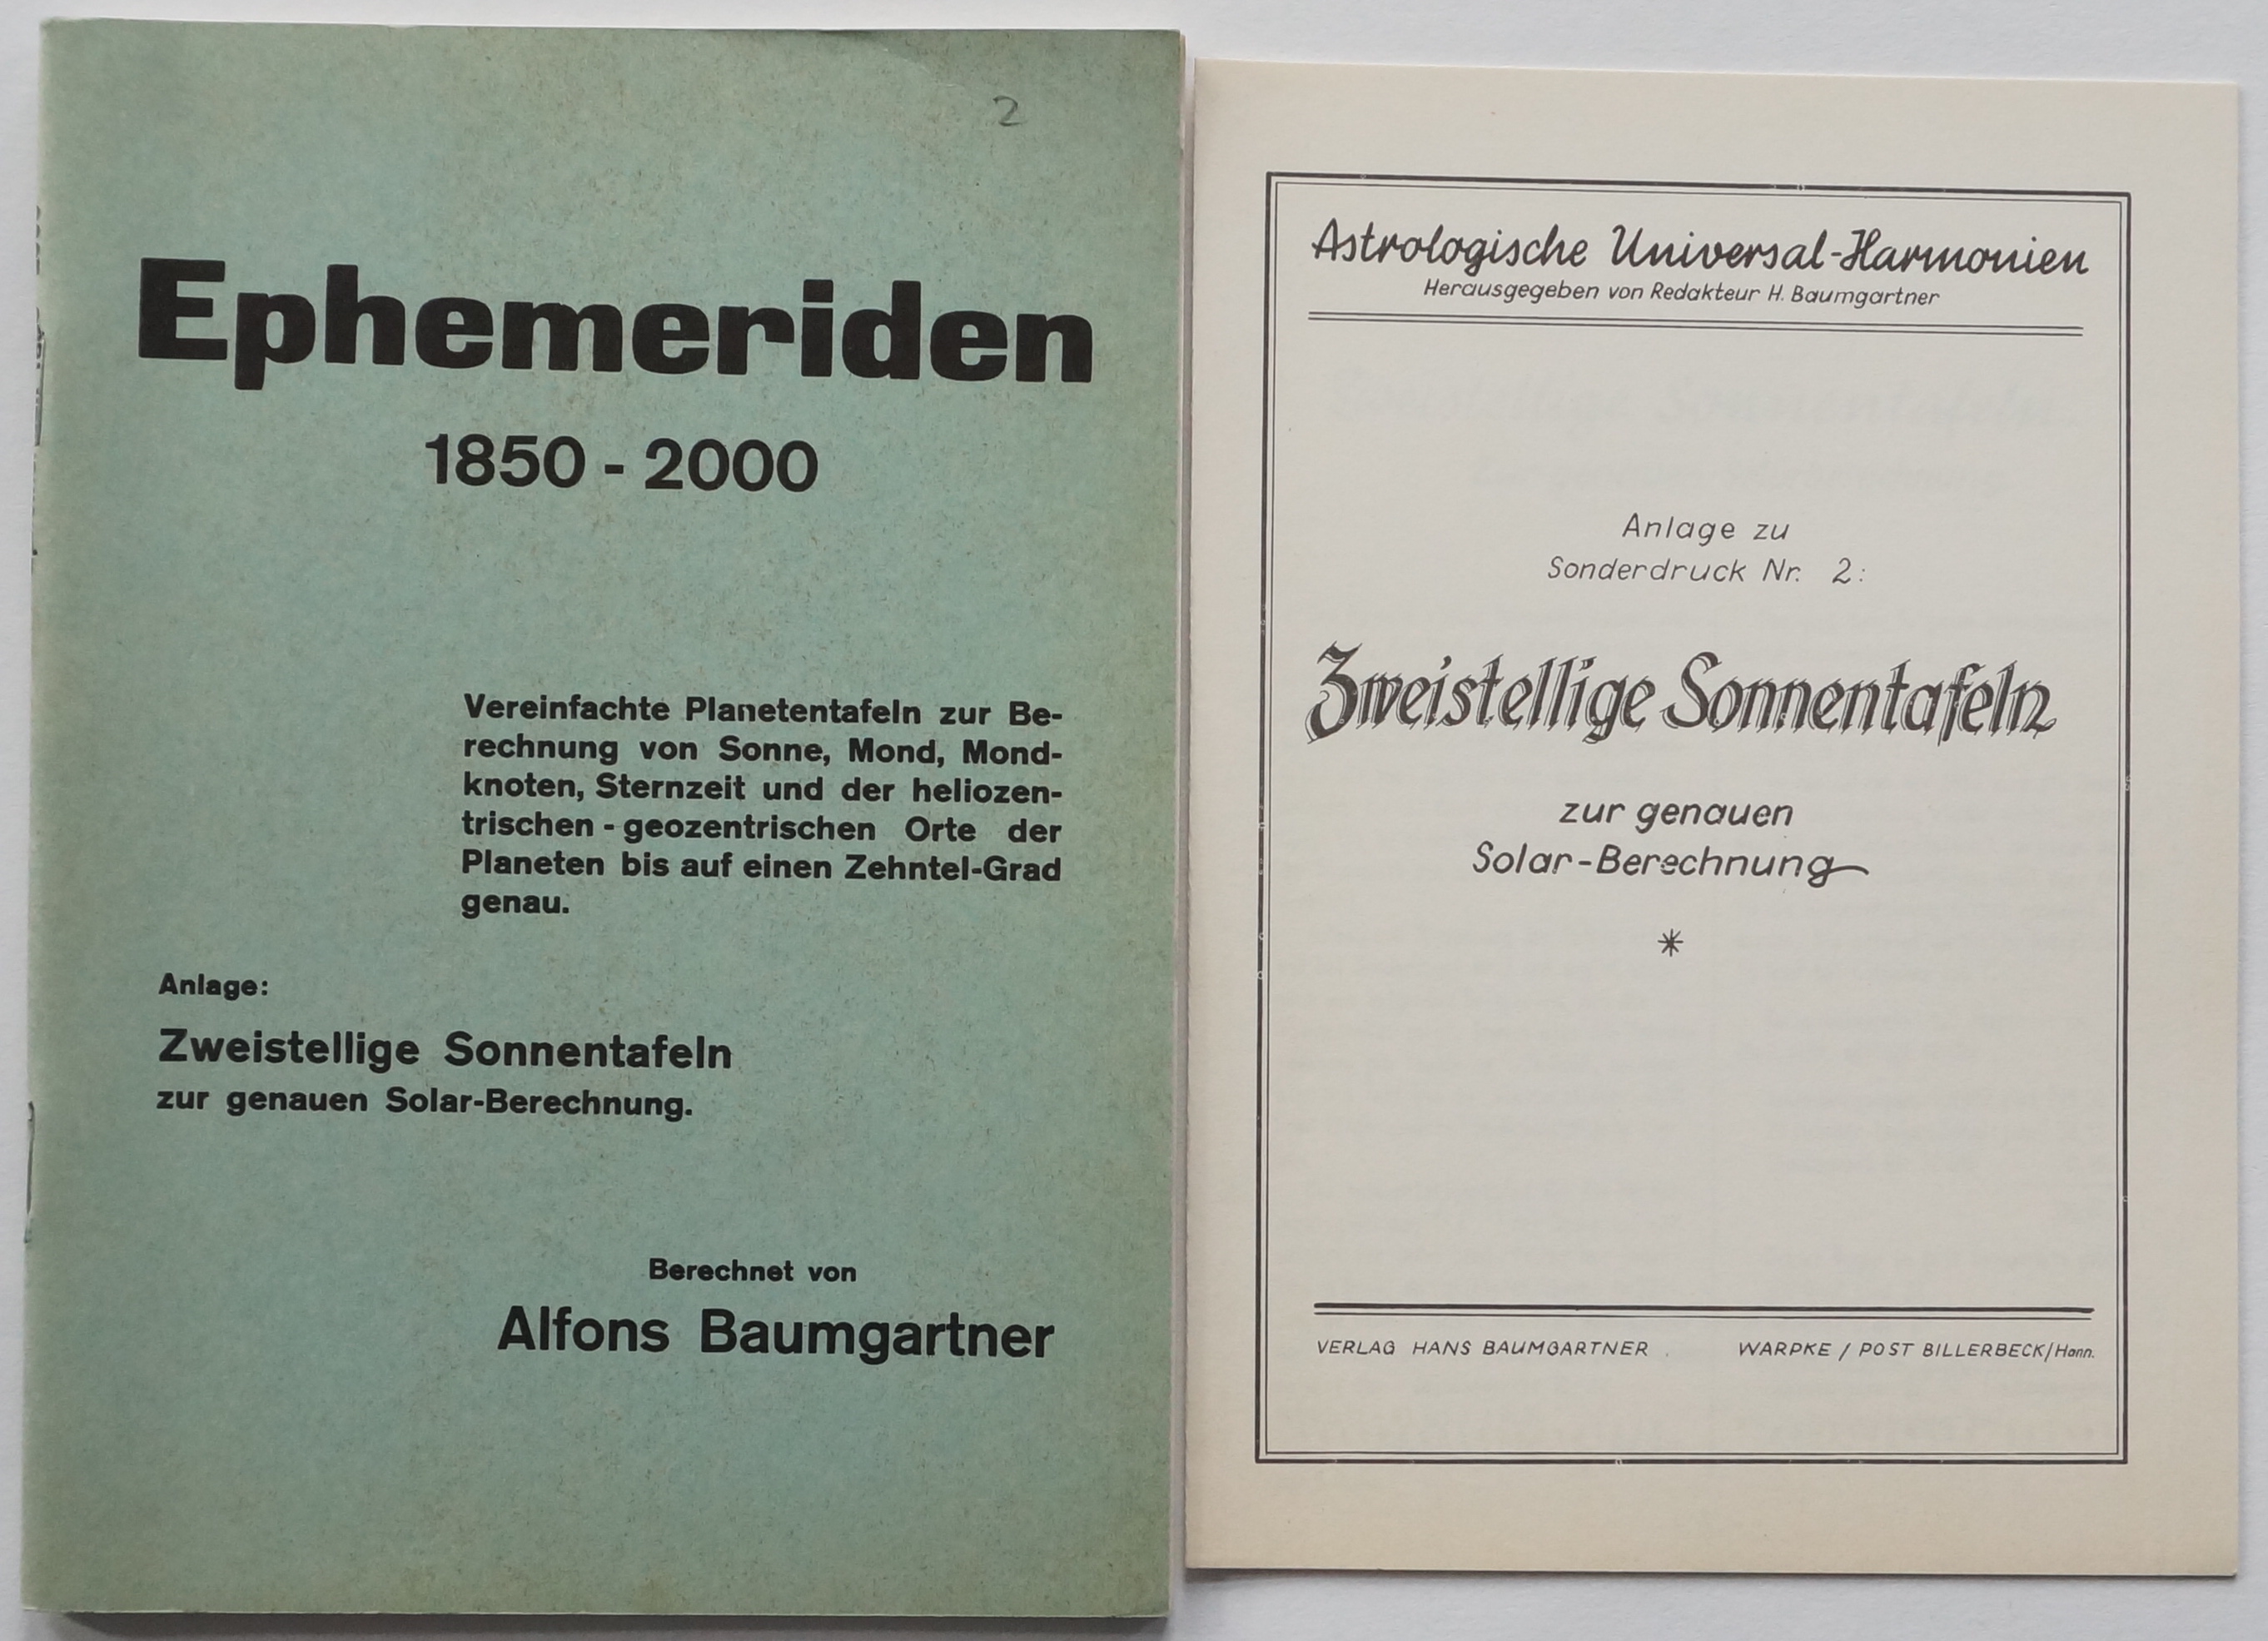 2
Ephemeriden
1850 - 2000
Vereinfachte Planetentafeln zur Be-
rechnung von Sonne, Mond, Mond-
knoten, Sternzeit und der heliozen-
trischen - geozentrischen Orte der
Planeten bis auf einen Zehntel-Grad
genau.
Anlage:
Zweistellige Sonnentafeln
zur genauen Solar-Berechnung.
Berechnet von
Alfons Baumgartner
Astrologische Universal-Harmonien
Herausgegeben von Redakteur H. Baumgartner
Anlage zu
Sonderdruck Nr. 2:
Zweistellige Sonnentafeln
zur genauen
Solar-Berechnung
*
VERLAG HANS BAUMGARTNER WARPKE / POST BILLERBECK/Hann.